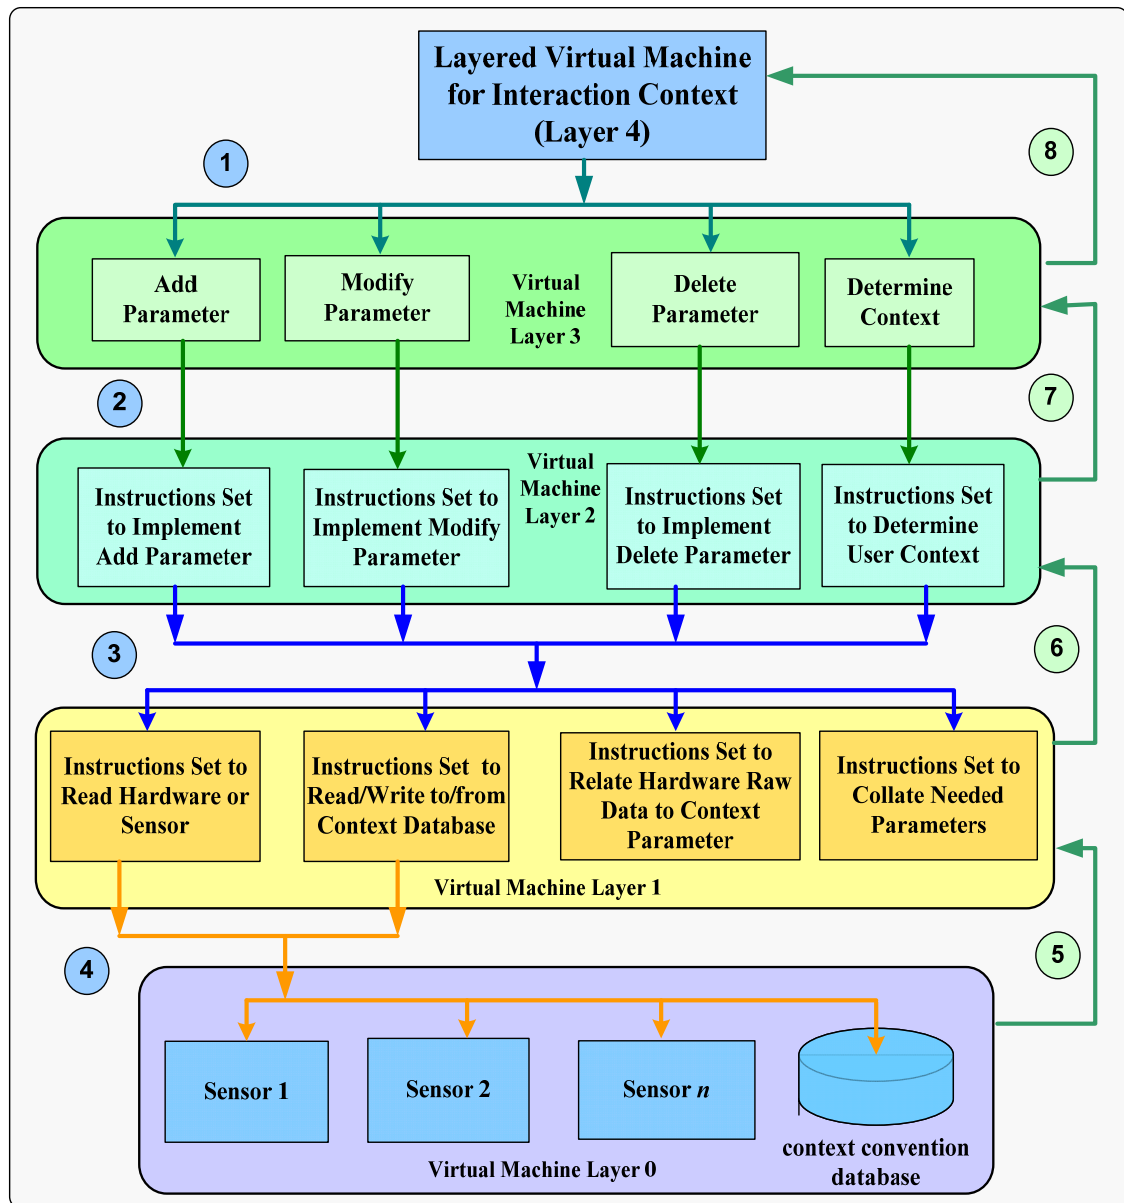 Layered Virtual Machine
for Interaction Context
(Layer 4)
1
8
Add
Parameter
Modify
Parameter
Virtual
Machine
Layer 3
Delete
Parameter
Determine
Context
2
7
Instructions Set
to Implement
Add Parameter
Instructions Set to
Implement Modify
Parameter
Virtual
Machine
Layer 2
Instructions Set
to Implement
Delete Parameter
Instructions Set
to Determine
User Context
3
6
Instructions Set to
Read Hardware or
Sensor
Instructions Set to
Read/Write to/from
Context Database
Instructions Set to
Relate Hardware Raw
Data to Context
Parameter
Instructions Set to
Collate Needed
Parameters
Virtual Machine Layer 1
4
5
Sensor 1
Sensor 2
Sensor n
context convention
database
Virtual Machine Layer 0